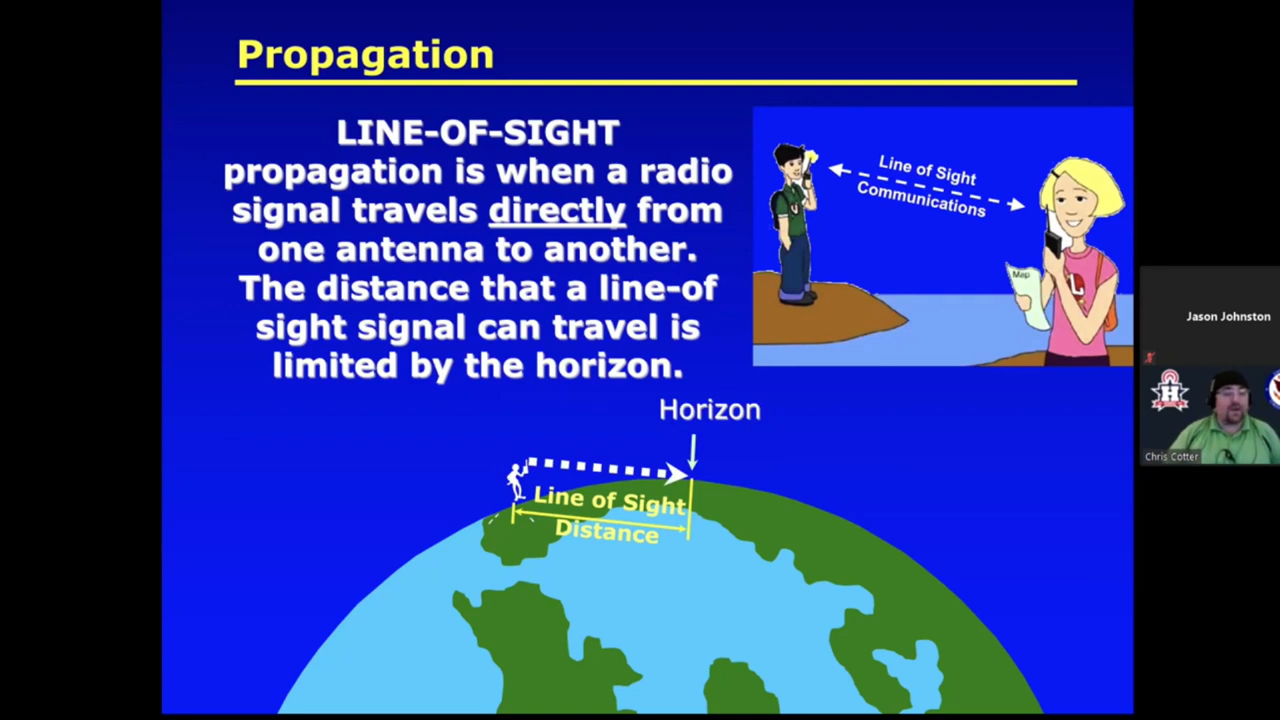 Propagation
LINE-OF-SIGHT
propagation is when a radio
signal travels directly from
one antenna to another.
The distance that a line-of
sight signal can travel is
limited by the horizon.
Line of Sight
Communications
Map
Horizon
Line of Sight
Distance
Jason Johnston
H
Chris Cotter